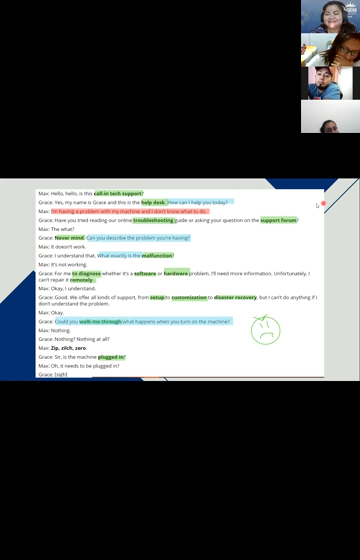 Max: Hello, hello, is this call-in tech support?
Grace: Yes, my name is Grace and this is the help desk. How can I help you today?
Max: I'm having a problem with my machine and I don't know what to do.
Grace: Have you tried reading our online troubleshooting guide or asking your question on the support forum?
Max: The what?
Grace: Never mind. Can you describe the problem you're having?
Max: It doesn't work.
Grace: I understand that. What exactly is the malfunction?
Max: It's not working.
Grace: For me to diagnose whether it's a software or hardware problem, I'll need more information. Unfortunately, I
can't repair it remotely.
Max: Okay, I understand.
Grace: Good. We offer all kinds of support, from setup to customization to disaster recovery, but I can't do anything if I
don't understand the problem.
Max: Okay.
Grace: Could you walk me through what happens when you turn on the machine?
Max: Nothing.
Grace: Nothing? Nothing at all?
Max: Zip, zilch, zero.
Grace: Sir, is the machine plugged in?
Max: Oh, it needs to be plugged in?
Grace: [sigh]